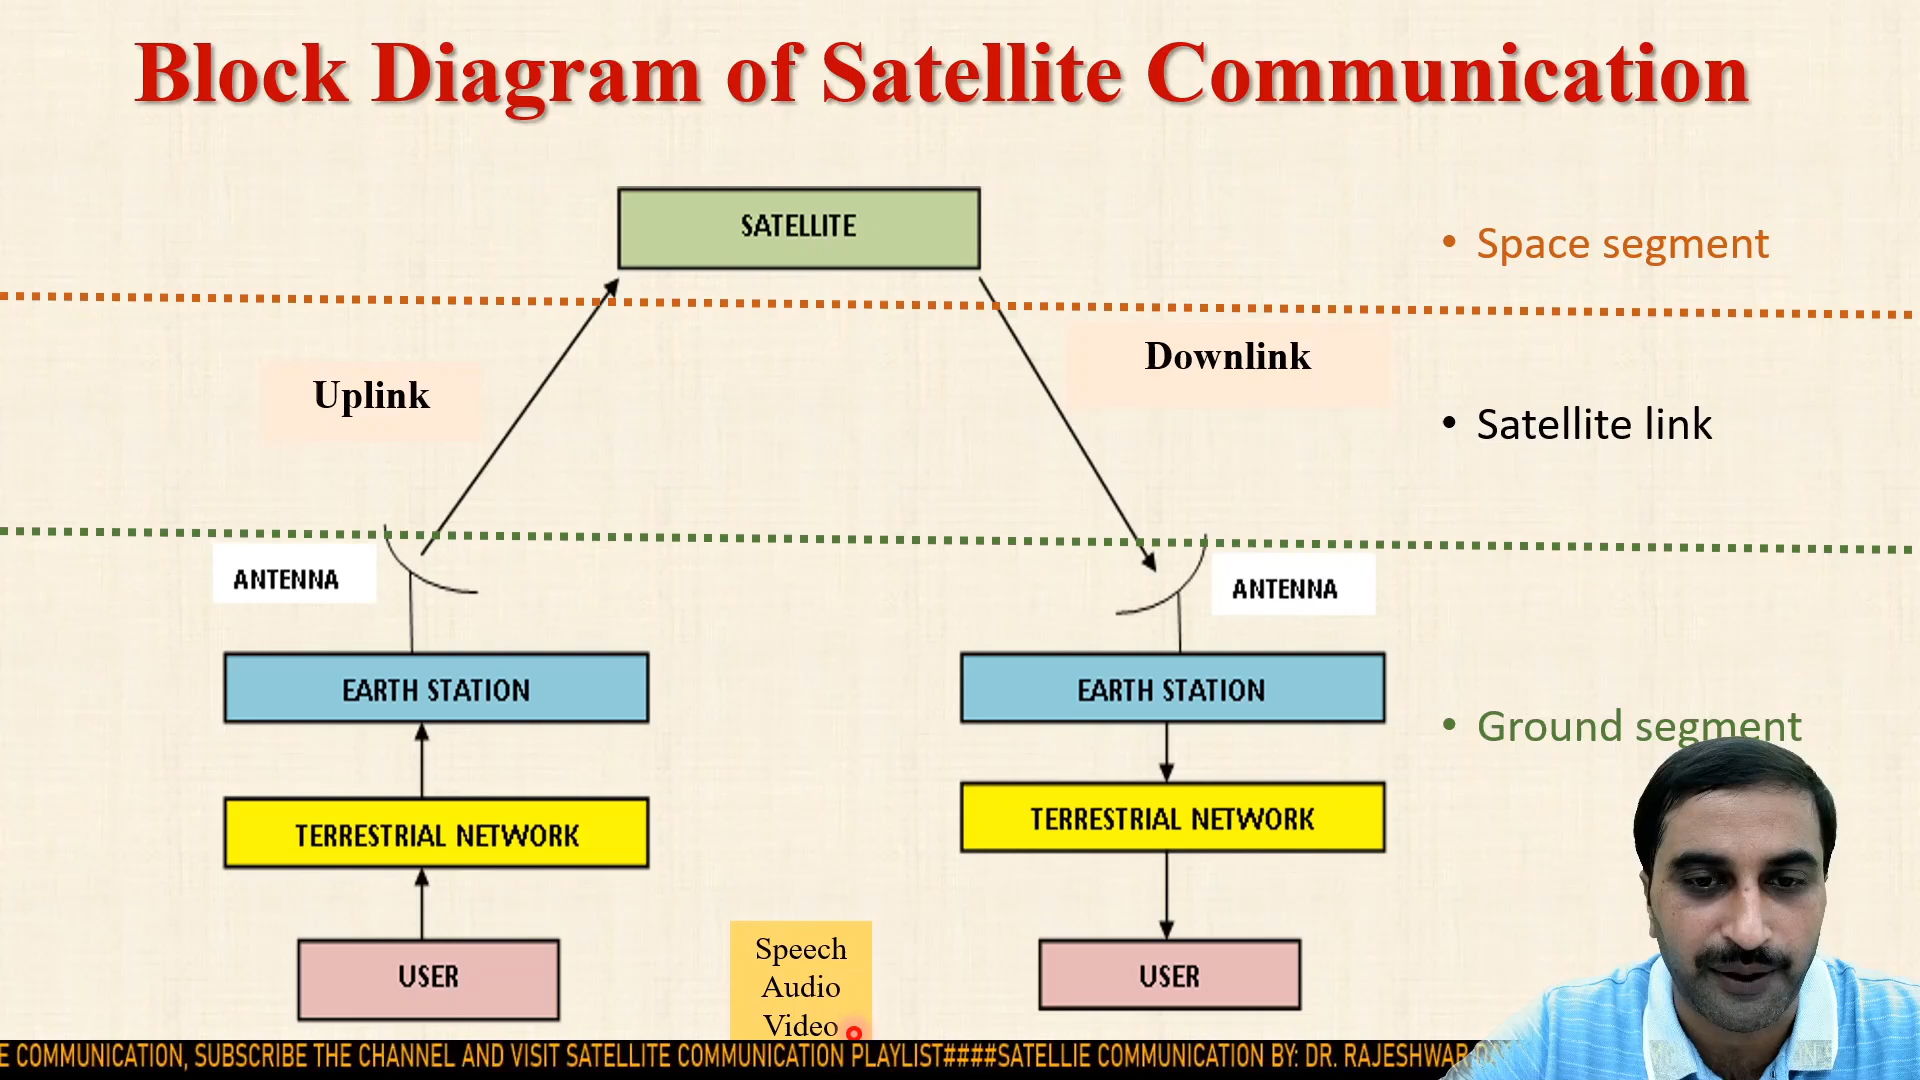 Block Diagram of Satellite Communication
SATELLITE
• Space segment
Uplink
Downlink
• Satellite link
ANTENNA
ANTENNA
EARTH STATION
EARTH STATION
• Ground segment
TERRESTRIAL NETWORK
TERRESTRIAL NETWORK
USER
Speech
Audio
Video
USER
E COMMUNICATION, SUBSCRIBE THE CHANNEL AND VISIT SATELLITE COMMUNICATION PLAYLIST####SATELLIE COMMUNICATION BY: DR. RAJESHWAR